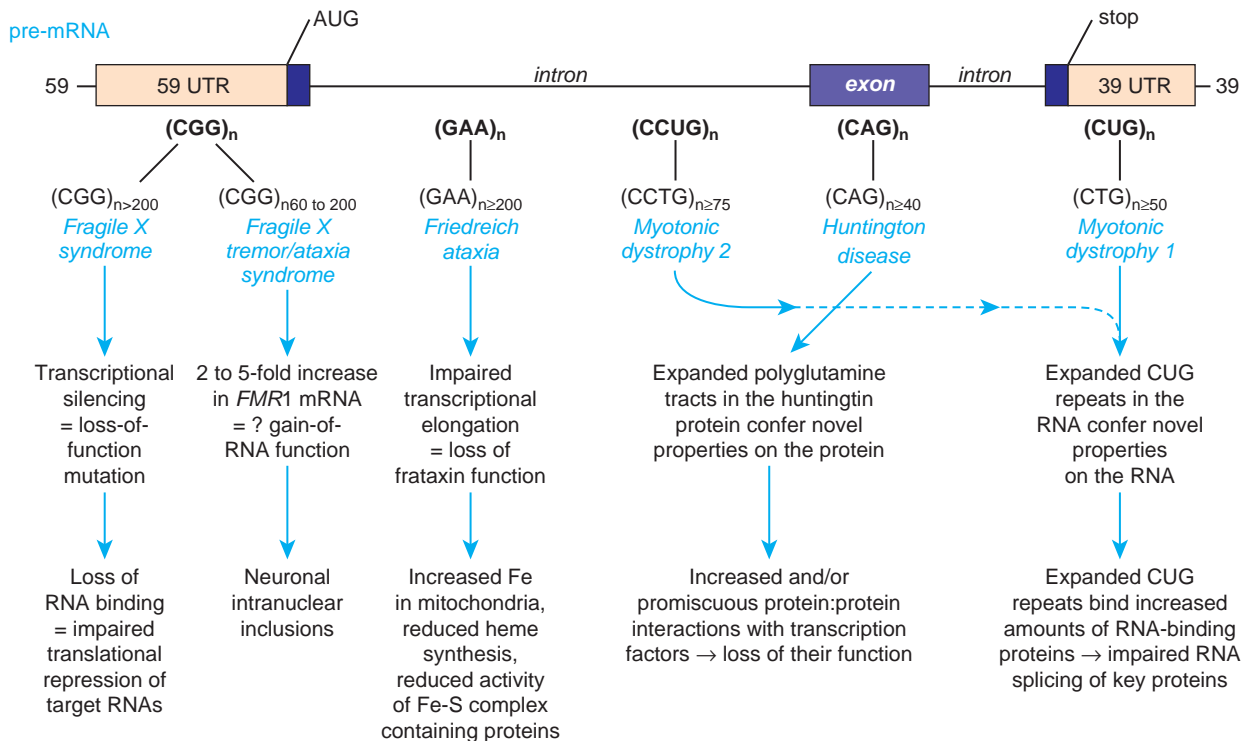 pre-mRNA
AUG
stop
59
59 UTR
intron
exon
intron
39 UTR
39
(CGG)n
(GAA)n
(CCUG)n
(CAG)n
(CUG)n
(CGG)n>200
(CGG)n60 to 200
(GAA)n≥200
(CCTG)n≥75
(CAG)n≥40
(CTG)n≥50
Fragile X
syndrome
Fragile X
tremor/ataxia
syndrome
Friedreich
ataxia
Myotonic
dystrophy 2
Huntington
disease
Myotonic
dystrophy 1
Transcriptional
silencing
= loss-of-
function
mutation
2 to 5-fold increase
in FMR1 mRNA
= ? gain-of-
RNA function
Impaired
transcriptional
elongation
= loss of
frataxin function
Expanded polyglutamine
tracts in the huntingtin
protein confer novel
properties on the protein
Expanded CUG
repeats in the
RNA confer novel
properties
on the RNA
Loss of
RNA binding
= impaired
translational
repression of
target RNAs
Neuronal
intranuclear
inclusions
Increased Fe
in mitochondria,
reduced heme
synthesis,
reduced activity
of Fe-S complex
containing proteins
Increased and/or
promiscuous protein:protein
interactions with transcription
factors → loss of their function
Expanded CUG
repeats bind increased
amounts of RNA-binding
proteins → impaired RNA
splicing of key proteins